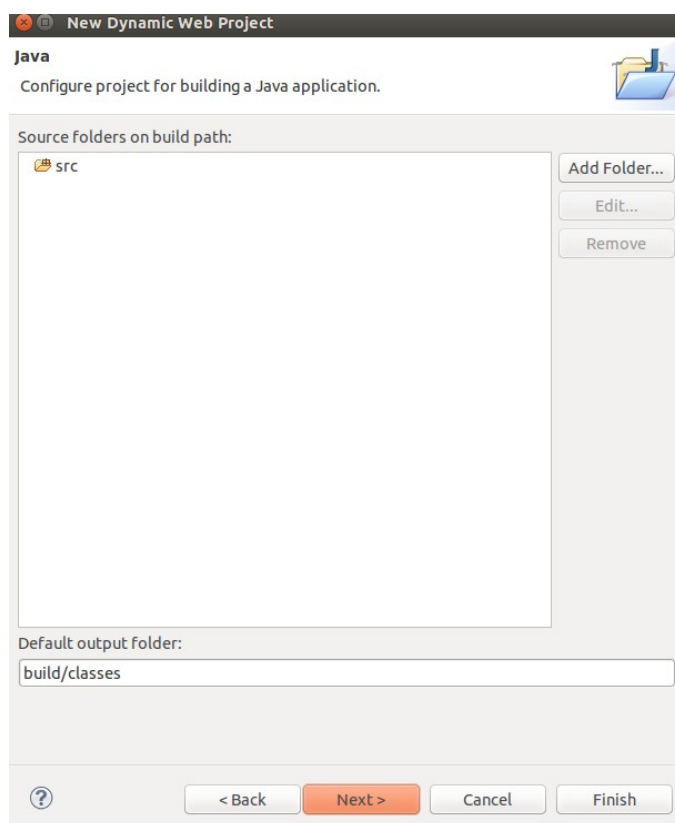 New Dynamic Web Project
Java
Configure project for building a Java application.
Source folders on build path:
src
Add Folder...
Edit...
Remove
Default output folder:
build/classes
? < Back Next > Cancel Finish